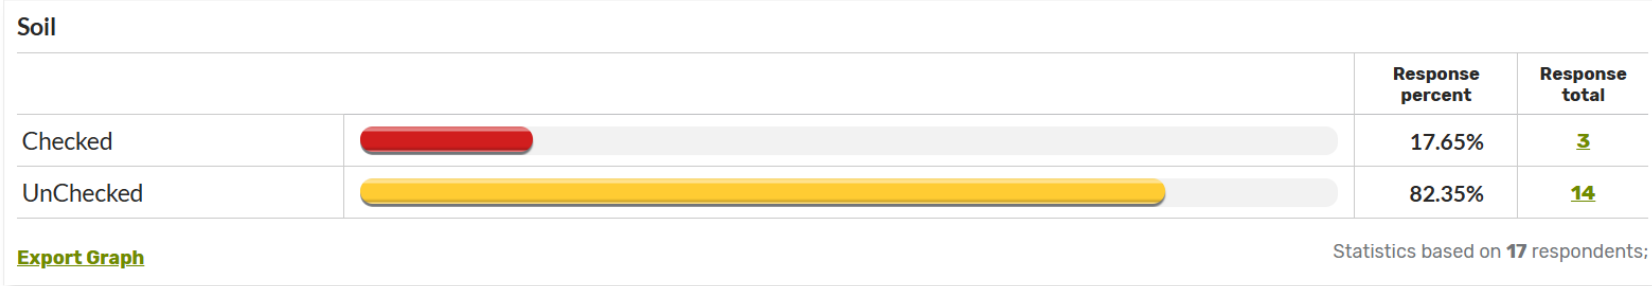 Soil
Response percent
Response total
Checked 17.65% 3
UnChecked 82.35% 14
Export Graph
Statistics based on 17 respondents;